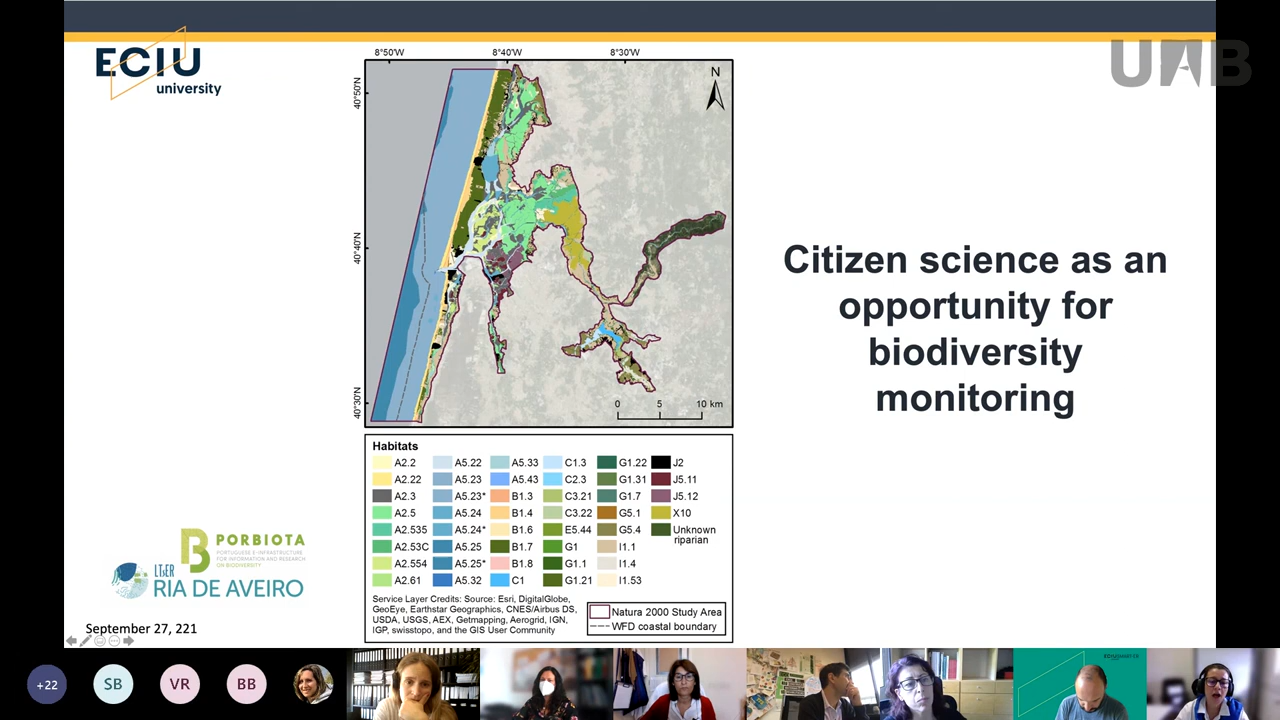 ECIU
university
UAB
8°50'W 8°40'W 8°30'W
40°50'N
40°40'N
40°30'N
N
0 5 10 km
Citizen science as an
opportunity for
biodiversity
monitoring
Habitats
A2.2 A5.22 A5.33 C1.3 G1.22 J2
A2.22 A5.23 A5.43 C2.3 G1.31 J5.11
A2.3 A5.23* B1.3 C3.21 G1.7 J5.12
A2.5 A5.24 B1.4 C3.22 G5.1 X10
A2.535 A5.24* B1.6 E5.44 G5.4 Unknown
riparian
A2.53C A5.25 B1.7 G1 I1.1
A2.554 A5.25* B1.8 G1.1 I1.4
A2.61 A5.32 C1 G1.21 I1.53
Service Layer Credits: Source: Esri, DigitalGlobe,
GeoEye, Earthstar Geographics, CNES/Airbus DS,
USDA, USGS, AEX, Getmapping, Aerogrid, IGN,
IGP, swisstopo, and the GIS User Community
Natura 2000 Study Area
WFD coastal boundary
B PORBIOTA
PORTUGUESE E-INFRASTRUCTURE
FOR INFORMATION AND RESEARCH
ON BIODIVERSITY
LTsER
RIA DE AVEIRO
September 27, 221
+22 SB VR BB